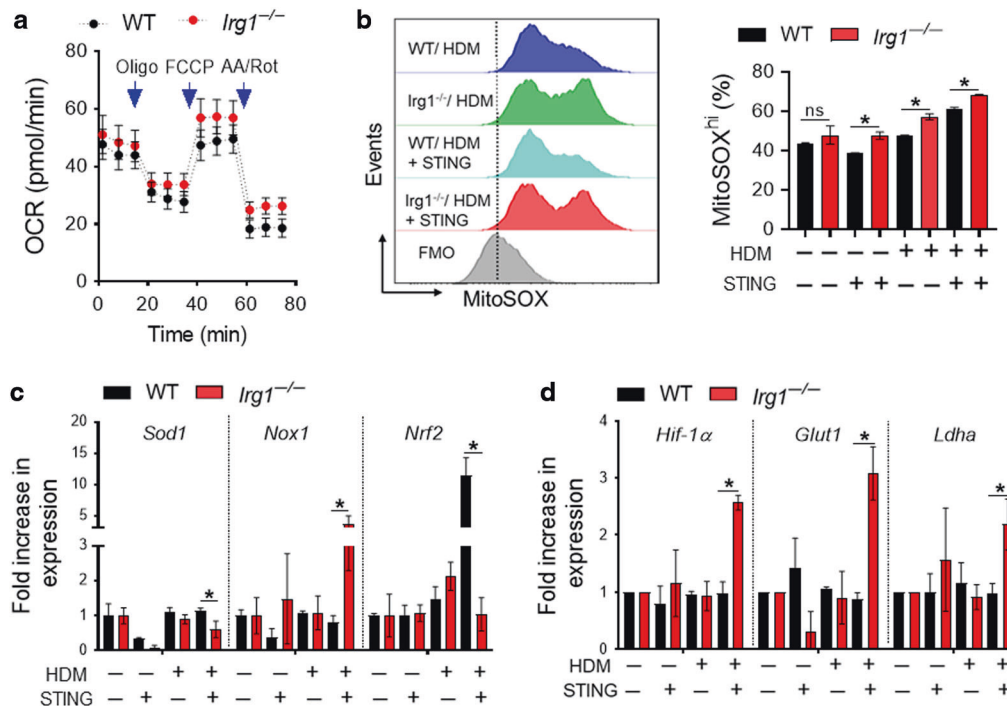 a
WT Irg1−/−
Oligo FCCP AA/Rot
OCR (pmol/min)
80
60
40
20
0
0 20 40 60 80
Time (min)
b
WT/ HDM
Irg1-/-/ HDM
WT/ HDM
+ STING
Irg1-/-/ HDM
+ STING
FMO
Events
MitoSOX
WT Irg1−/−
MitoSOXhi (%)
80
60
40
20
0
ns * * *
HDM − − − − + + + +
STING − − + + − − + +
c
WT Irg1−/−
Sod1 Nox1 Nrf2
Fold increase in
expression
20
15
10
5
3
2
1
0
* * *
HDM − − + + − − + + − − + +
STING − + − + − + − + − + − +
d
WT Irg1−/−
Hif-1α Glut1 Ldha
Fold increase in
expression
4
2
1
0
* * *
HDM − − + + − − + + − − + +
STING − + − + − + − + − + − +